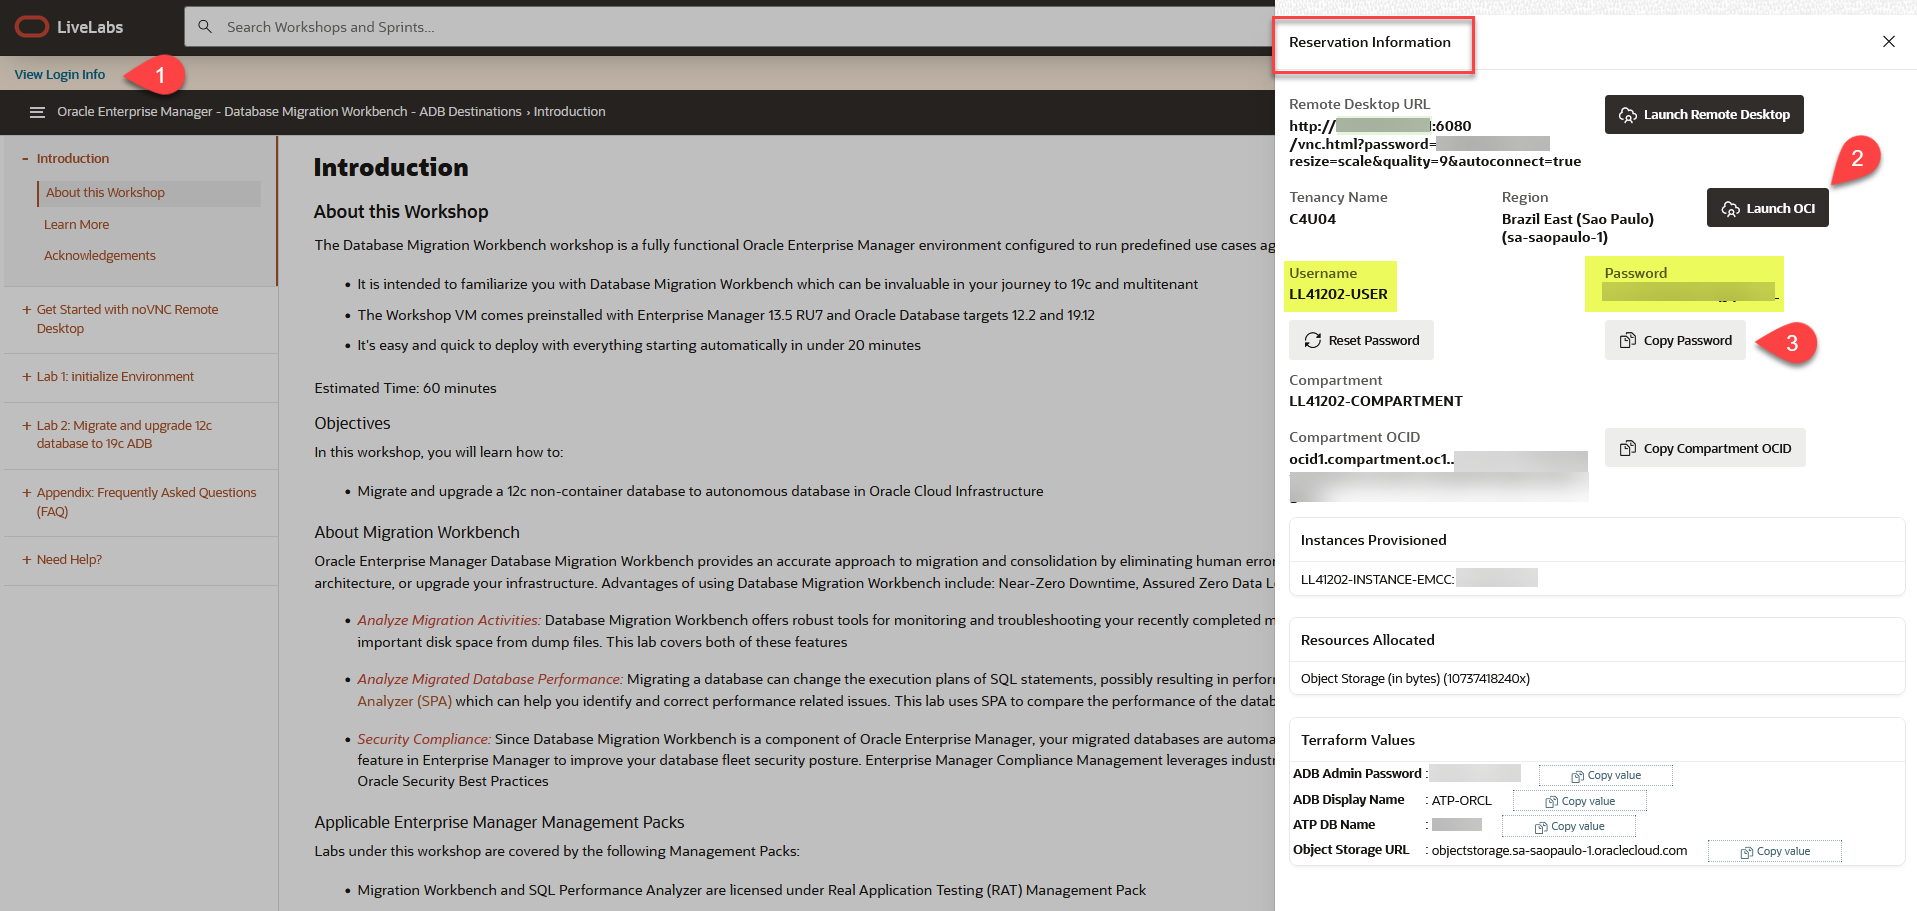 LiveLabs
Search Workshops and Sprints...
View Login Info
1
Oracle Enterprise Manager - Database Migration Workbench - ADB Destinations › Introduction
- Introduction
About this Workshop
Learn More
Acknowledgements
+ Get Started with noVNC Remote
Desktop
+ Lab 1: initialize Environment
+ Lab 2: Migrate and upgrade 12c
database to 19c ADB
+ Appendix: Frequently Asked Questions
(FAQ)
+ Need Help?
Introduction
About this Workshop
The Database Migration Workbench workshop is a fully functional Oracle Enterprise Manager environment configured to run predefined use cases ag
• It is intended to familiarize you with Database Migration Workbench which can be invaluable in your journey to 19c and multitenant
• The Workshop VM comes preinstalled with Enterprise Manager 13.5 RU7 and Oracle Database targets 12.2 and 19.12
• It's easy and quick to deploy with everything starting automatically in under 20 minutes
Estimated Time: 60 minutes
Objectives
In this workshop, you will learn how to:
• Migrate and upgrade a 12c non-container database to autonomous database in Oracle Cloud Infrastructure
About Migration Workbench
Oracle Enterprise Manager Database Migration Workbench provides an accurate approach to migration and consolidation by eliminating human error
architecture, or upgrade your infrastructure. Advantages of using Database Migration Workbench include: Near-Zero Downtime, Assured Zero Data L
• Analyze Migration Activities: Database Migration Workbench offers robust tools for monitoring and troubleshooting your recently completed m
important disk space from dump files. This lab covers both of these features
• Analyze Migrated Database Performance: Migrating a database can change the execution plans of SQL statements, possibly resulting in perfor
Analyzer (SPA) which can help you identify and correct performance related issues. This lab uses SPA to compare the performance of the datab
• Security Compliance: Since Database Migration Workbench is a component of Oracle Enterprise Manager, your migrated databases are automa
feature in Enterprise Manager to improve your database fleet security posture. Enterprise Manager Compliance Management leverages industr
Oracle Security Best Practices
Applicable Enterprise Manager Management Packs
Labs under this workshop are covered by the following Management Packs:
• Migration Workbench and SQL Performance Analyzer are licensed under Real Application Testing (RAT) Management Pack
Reservation Information
Remote Desktop URL
http:// :6080
/vnc.html?password=
resize=scale&quality=9&autoconnect=true
Launch Remote Desktop
2
Tenancy Name
C4U04
Region
Brazil East (Sao Paulo)
(sa-saopaulo-1)
Launch OCI
Username
LL41202-USER
Password
Reset Password
Copy Password
3
Compartment
LL41202-COMPARTMENT
Compartment OCID
ocid1.compartment.oc1..
Copy Compartment OCID
Instances Provisioned
LL41202-INSTANCE-EMCC:
Resources Allocated
Object Storage (in bytes) (10737418240x)
Terraform Values
ADB Admin Password : Copy value
ADB Display Name : ATP-ORCL Copy value
ATP DB Name : Copy value
Object Storage URL : objectstorage.sa-saopaulo-1.oraclecloud.com Copy value